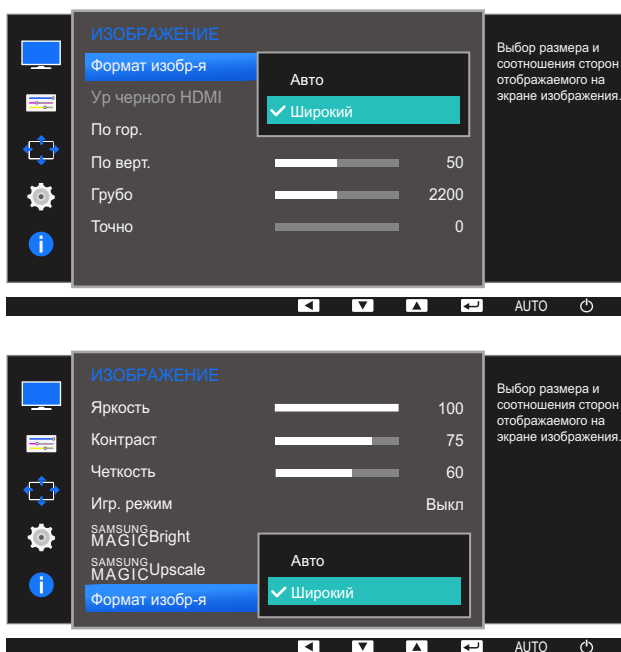 ИЗОБРАЖЕНИЕ
Формат изобр-я
Авто
Широкий
Ур черного HDMI
По гор.
По верт. 50
Грубо 2200
Точно 0
Выбор размера и
соотношения сторон
отображаемого на
экране изображения.
AUTO
ИЗОБРАЖЕНИЕ
Яркость 100
Контраст 75
Четкость 60
Игр. режим Выкл
SAMSUNG
MAGICBright
SAMSUNG
MAGICUpscale
Формат изобр-я
Авто
Широкий
Выбор размера и
соотношения сторон
отображаемого на
экране изображения.
AUTO